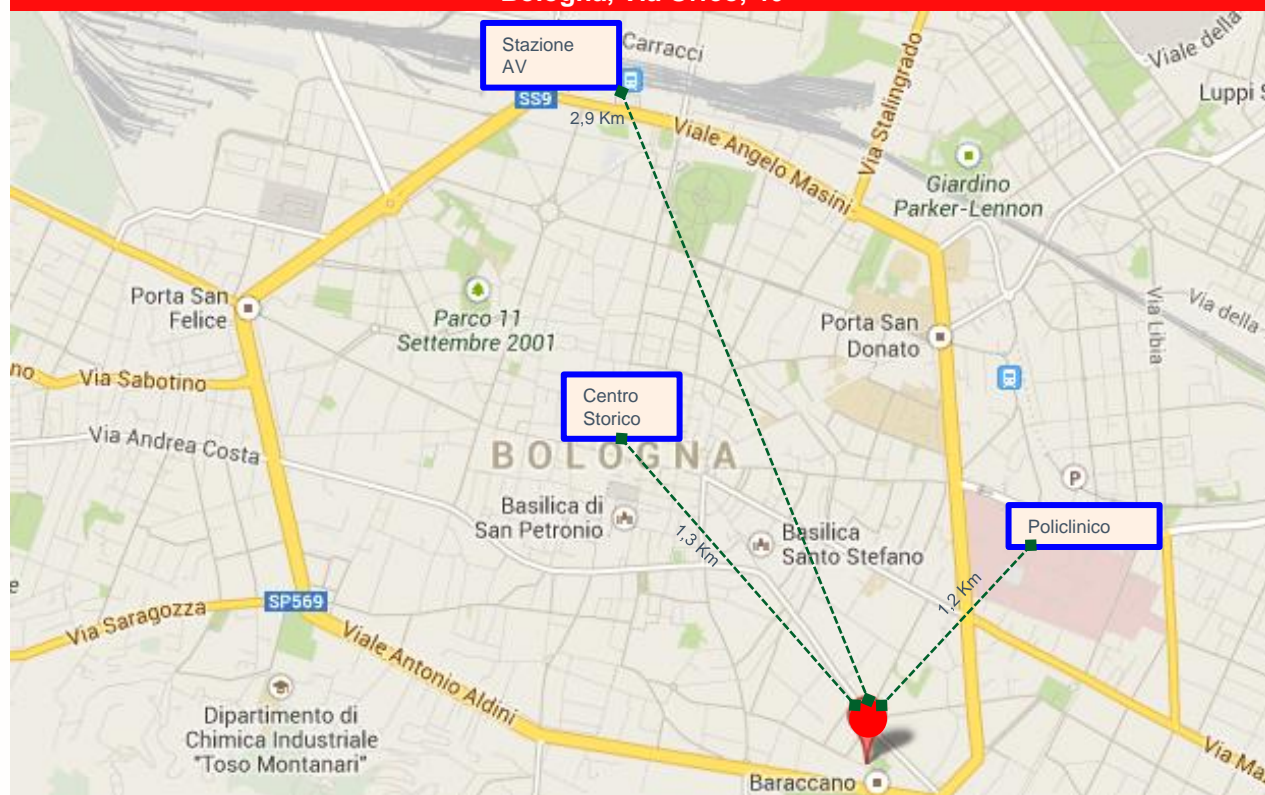 Stazione
AV
Carracci
Viale della
Luppi S
SS9
2,9 Km
Viale Angelo Masini
Via Stalingrado
Giardino
Parker-Lennon
Porta San
Felice
Parco 11
Settembre 2001
Porta San
Donato
Via Libia
Via della
no
Via Sabotino
Centro
Storico
Via Andrea Costa
BOLOGNA
P
Basilica di
San Petronio
1,3 Km
Basilica
Santo Stefano
Policlinico
1,2 Km
e
Via Saragozza
SP569
Viale Antonio Aldini
Dipartimento di
Chimica Industriale
"Toso Montanari"
Baraccano
Via Ma